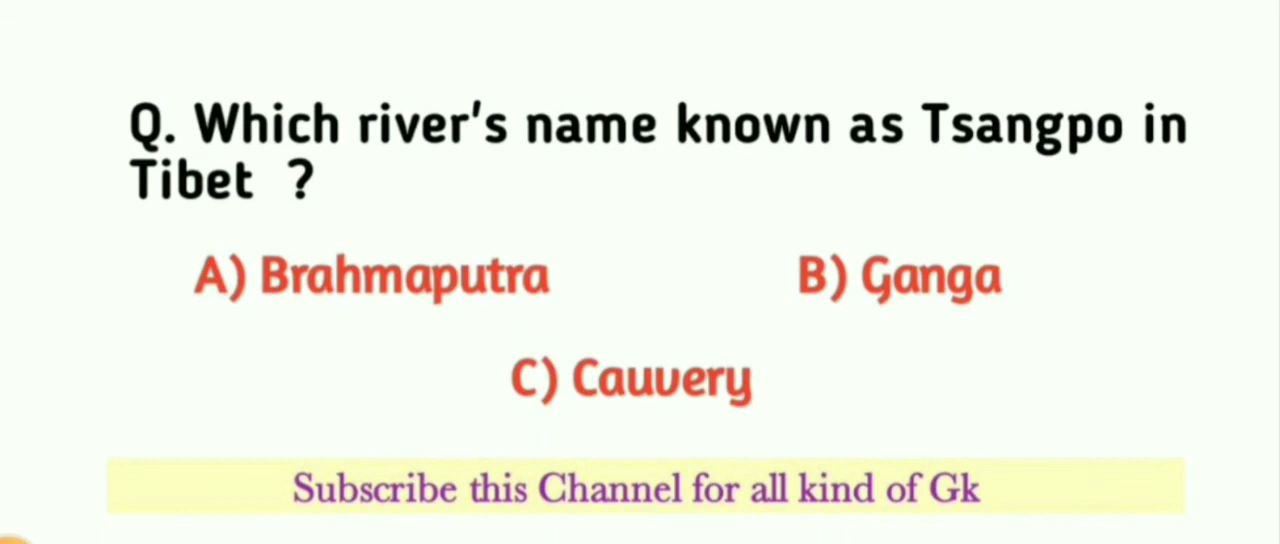 Q. Which river's name known as Tsangpo in
Tibet ?
A) Brahmaputra B) Ganga
C) Cauvery
Subscribe this Channel for all kind of Gk